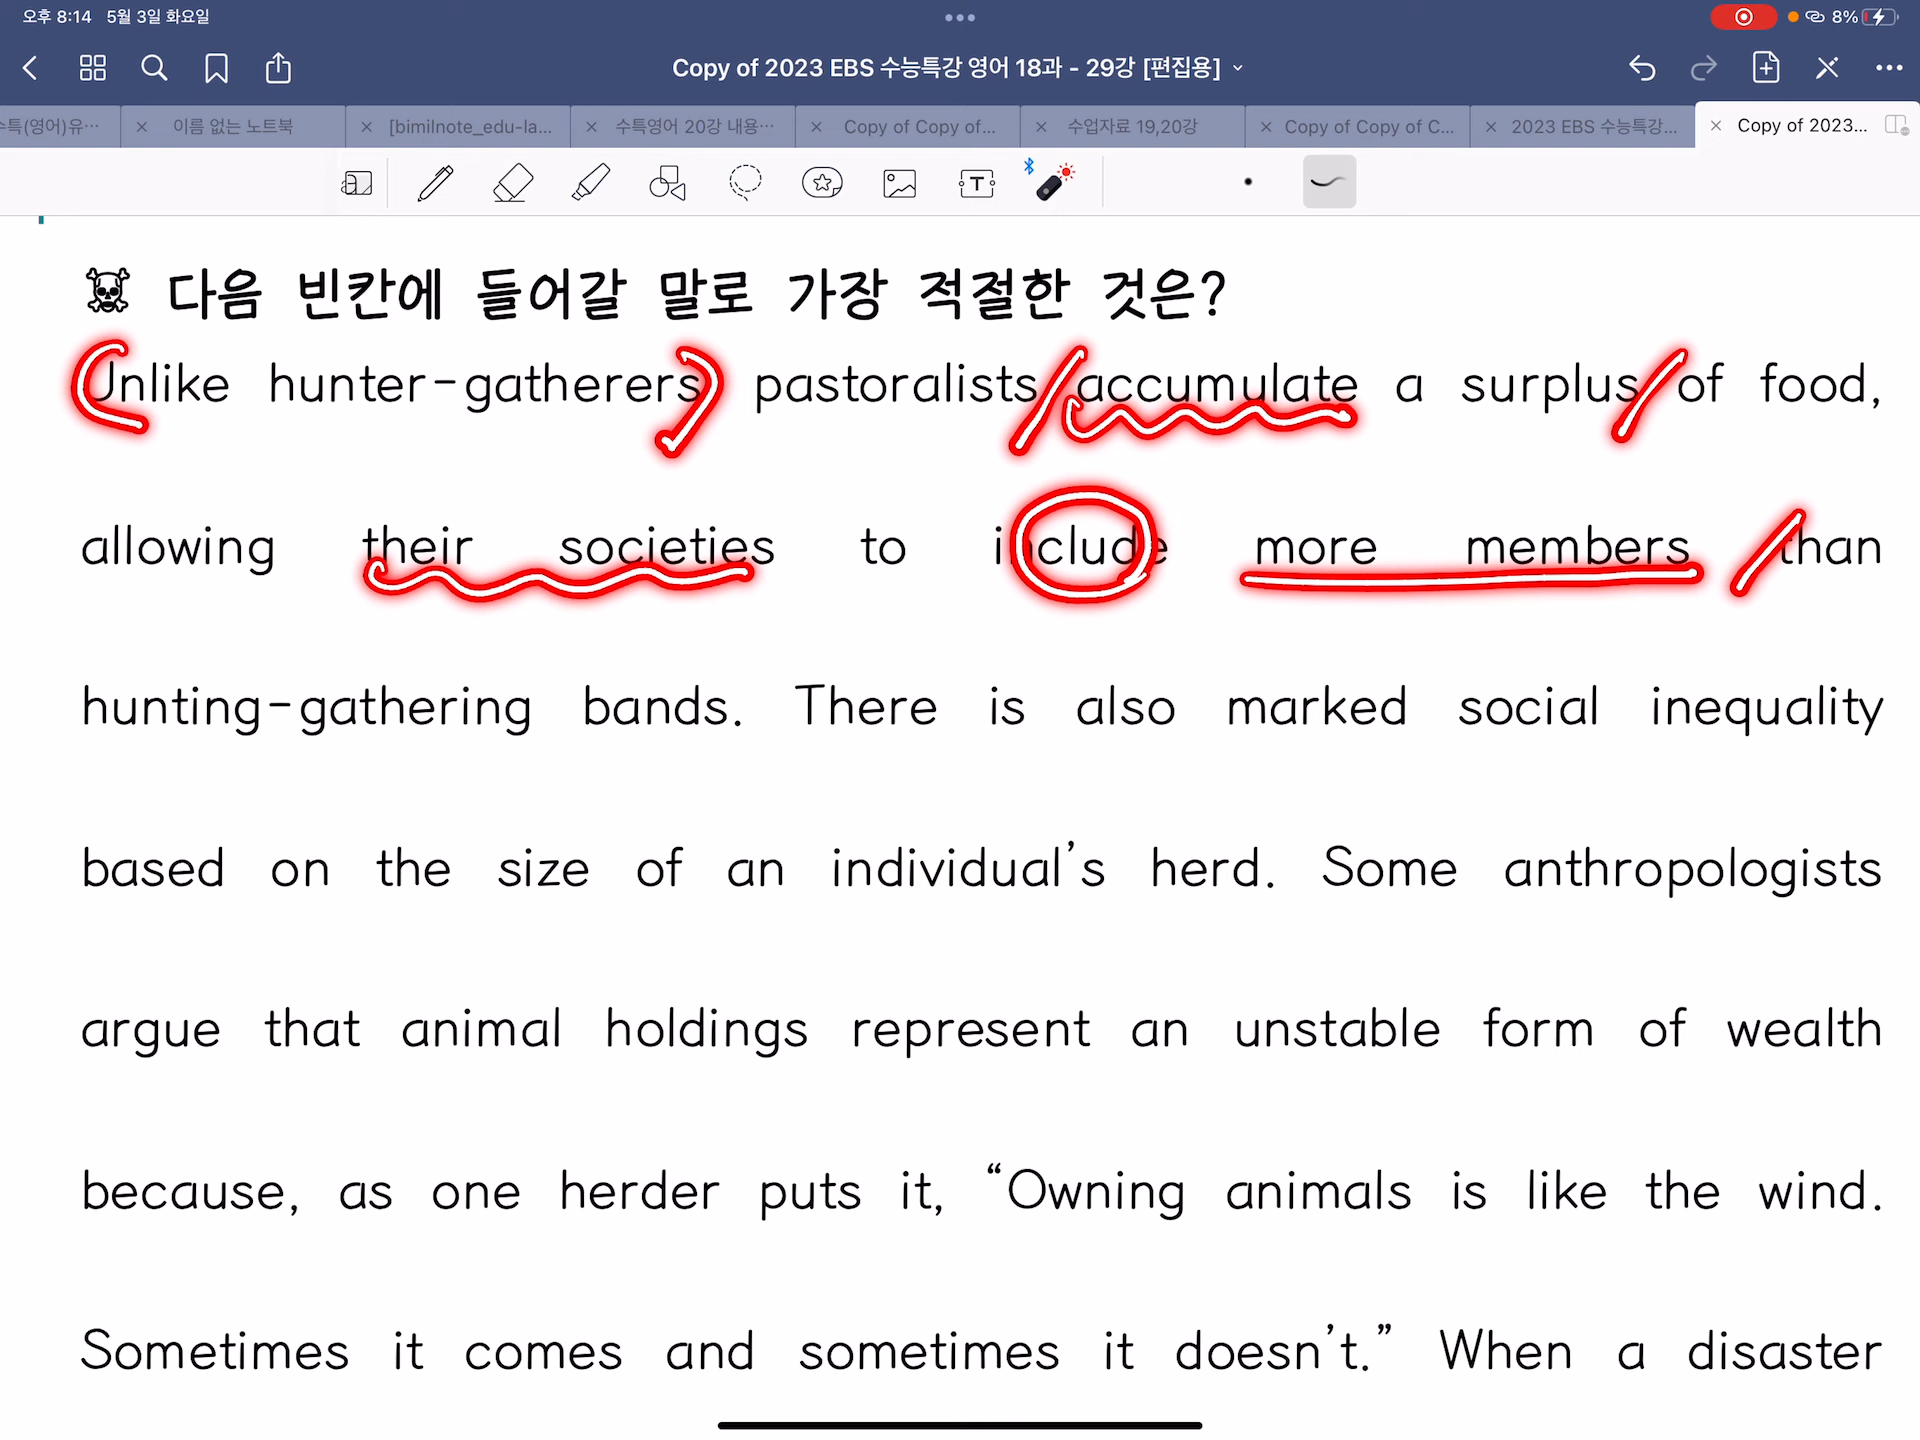 오후 8:14 5월 3일 화요일
8%
Copy of 2023 EBS 수능특강 영어 18과 - 29강 [편집용]
수특(영어)유… 이름 없는 노트북 [bimilnote_edu-la... 수특영어 20강 내용… Copy of Copy of... 수업자료 19,20강 Copy of Copy of C... 2023 EBS 수능특강... Copy of 2023...
다음 빈칸에 들어갈 말로 가장 적절한 것은?
Unlike hunter-gatherers pastoralists accumulate a surplus of food,
allowing their societies to include more members than
hunting-gathering bands. There is also marked social inequality
based on the size of an individual's herd. Some anthropologists
argue that animal holdings represent an unstable form of wealth
because, as one herder puts it, “Owning animals is like the wind.
Sometimes it comes and sometimes it doesn't.” When a disaster